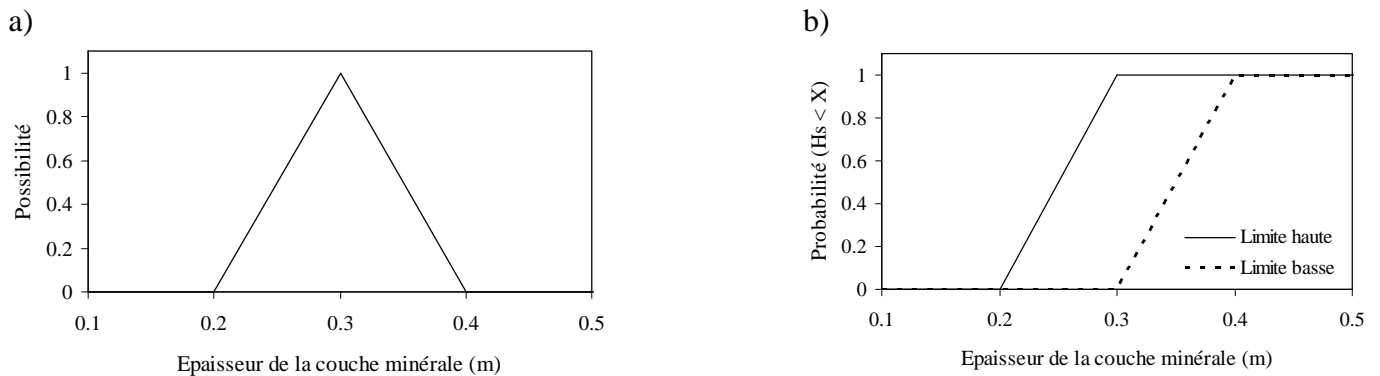 a)
Possibilité
1
0.8
0.6
0.4
0.2
0
0.1 0.2 0.3 0.4 0.5
Epaisseur de la couche minérale (m)
b)
Probabilité (Hs < X)
1
0.8
0.6
0.4
0.2
0
Limite haute
Limite basse
0.1 0.2 0.3 0.4 0.5
Epaisseur de la couche minérale (m)